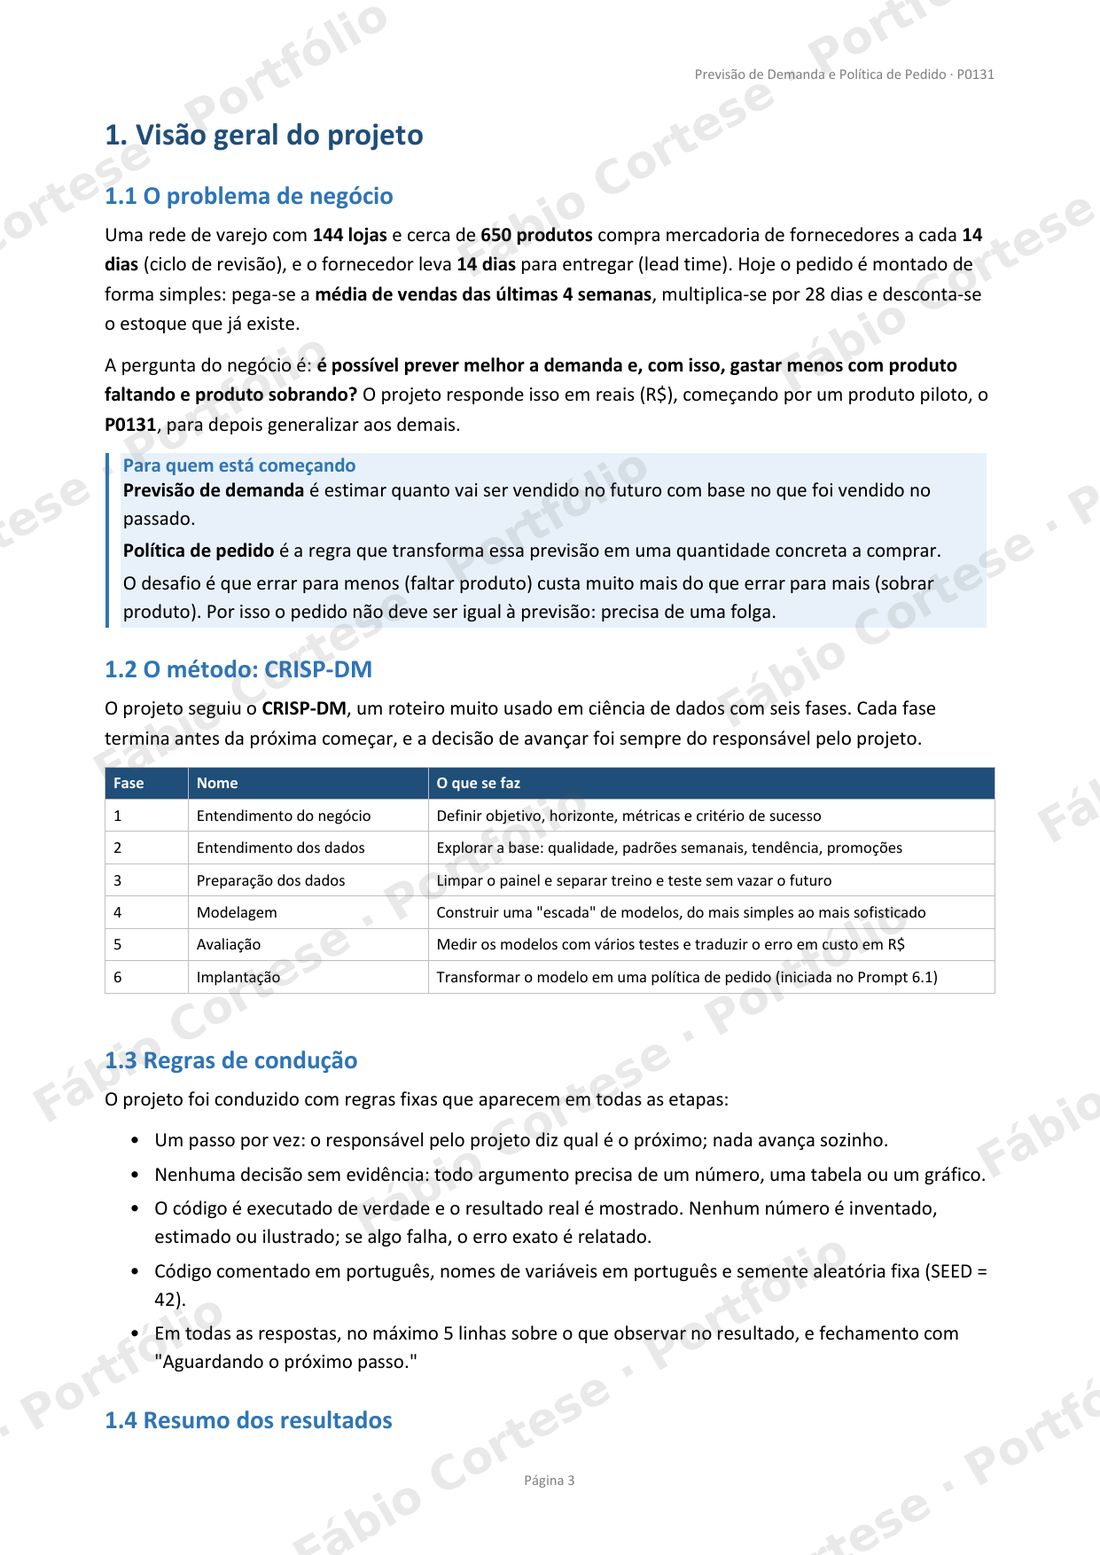 Previsão de Demanda e Política de Pedido · P0131
1. Visão geral do projeto
1.1 O problema de negócio
Uma rede de varejo com 144 lojas e cerca de 650 produtos compra mercadoria de fornecedores a cada 14
dias (ciclo de revisão), e o fornecedor leva 14 dias para entregar (lead time). Hoje o pedido é montado de
forma simples: pega-se a média de vendas das últimas 4 semanas, multiplica-se por 28 dias e desconta-se
o estoque que já existe.
A pergunta do negócio é: é possível prever melhor a demanda e, com isso, gastar menos com produto
faltando e produto sobrando? O projeto responde isso em reais (R$), começando por um produto piloto, o
P0131, para depois generalizar aos demais.
Para quem está começando
Previsão de demanda é estimar quanto vai ser vendido no futuro com base no que foi vendido no
passado.
Política de pedido é a regra que transforma essa previsão em uma quantidade concreta a comprar.
O desafio é que errar para menos (faltar produto) custa muito mais do que errar para mais (sobrar
produto). Por isso o pedido não deve ser igual à previsão: precisa de uma folga.
1.2 O método: CRISP-DM
O projeto seguiu o CRISP-DM, um roteiro muito usado em ciência de dados com seis fases. Cada fase
termina antes da próxima começar, e a decisão de avançar foi sempre do responsável pelo projeto.
Fase Nome O que se faz
1 Entendimento do negócio Definir objetivo, horizonte, métricas e critério de sucesso
2 Entendimento dos dados Explorar a base: qualidade, padrões semanais, tendência, promoções
3 Preparação dos dados Limpar o painel e separar treino e teste sem vazar o futuro
4 Modelagem Construir uma "escada" de modelos, do mais simples ao mais sofisticado
5 Avaliação Medir os modelos com vários testes e traduzir o erro em custo em R$
6 Implantação Transformar o modelo em uma política de pedido (iniciada no Prompt 6.1)
1.3 Regras de condução
O projeto foi conduzido com regras fixas que aparecem em todas as etapas:
• Um passo por vez: o responsável pelo projeto diz qual é o próximo; nada avança sozinho.
• Nenhuma decisão sem evidência: todo argumento precisa de um número, uma tabela ou um gráfico.
• O código é executado de verdade e o resultado real é mostrado. Nenhum número é inventado,
estimado ou ilustrado; se algo falha, o erro exato é relatado.
• Código comentado em português, nomes de variáveis em português e semente aleatória fixa (SEED =
42).
• Em todas as respostas, no máximo 5 linhas sobre o que observar no resultado, e fechamento com
"Aguardando o próximo passo."
1.4 Resumo dos resultados
Página 3
Fábio Cortese · Portfólio